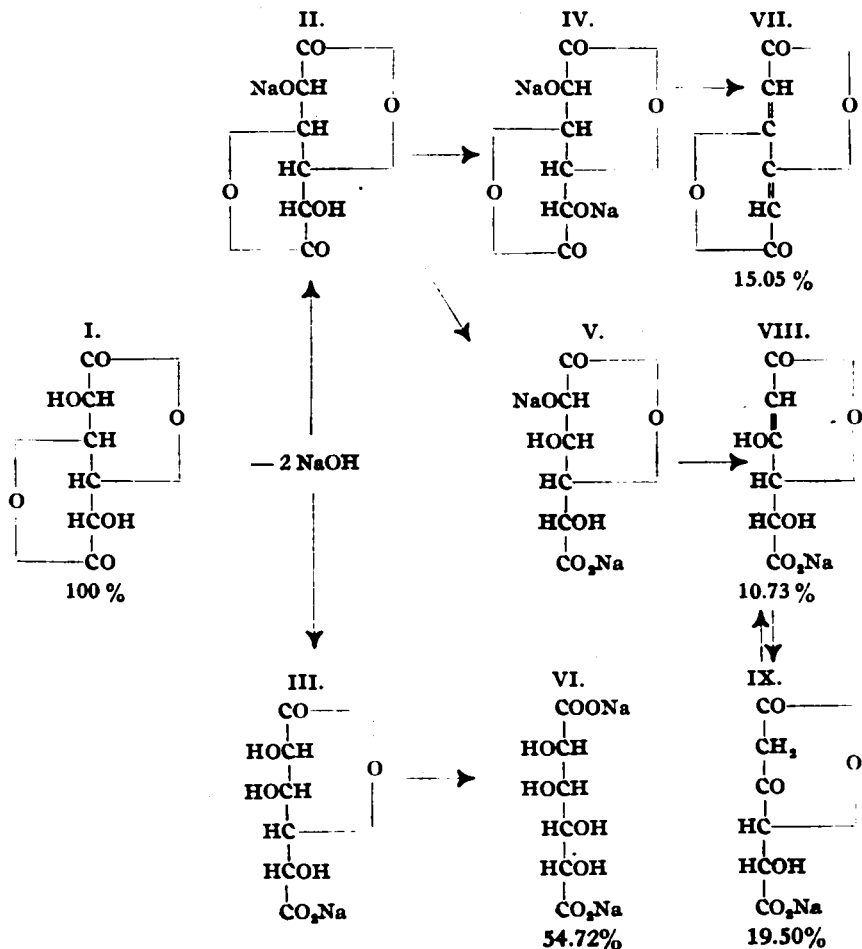 II.
CO
NaOCH
O
CH
HC
O
HCOH
CO
IV.
CO
NaOCH
O
CH
HC
O
HCONa
CO
VII.
CO
CH
O
C
C
O
HC
CO
15.05 %
I.
CO
HOCH
O
CH
HC
O
HCOH
CO
100 %
— 2 NaOH
V.
CO
NaOCH
O
HOCH
HC
HCOH
CO₂Na
VIII.
CO
CH
O
HOC
HC
HCOH
CO₂Na
10.73 %
III.
CO
HOCH
O
HOCH
HC
HCOH
CO₂Na
VI.
COONa
HOCH
HOCH
HCOH
HCOH
CO₂Na
54.72%
IX.
CO
CH₂
O
CO
HC
HCOH
CO₂Na
19.50%